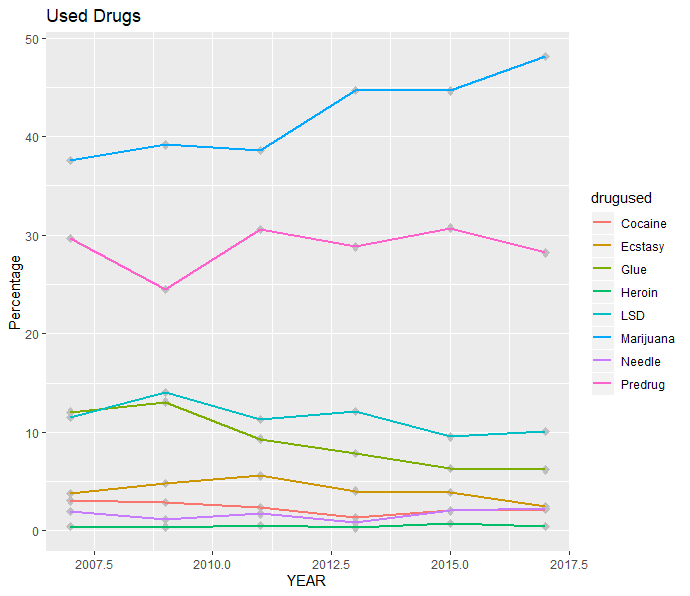 Used Drugs
50
40
30
20
10
0
Percentage
2007.5 2010.0 2012.5 2015.0 2017.5
YEAR
drugused
Cocaine
Ecstasy
Glue
Heroin
LSD
Marijuana
Needle
Predrug